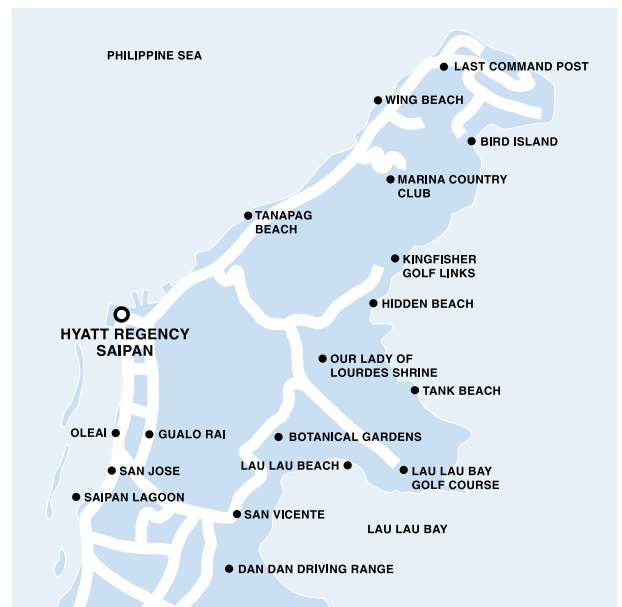 PHILIPPINE SEA
LAST COMMAND POST
WING BEACH
BIRD ISLAND
MARINA COUNTRY
CLUB
TANAPAG
BEACH
KINGFISHER
GOLF LINKS
HIDDEN BEACH
HYATT REGENCY
SAIPAN
OUR LADY OF
LOURDES SHRINE
TANK BEACH
OLEAI
GUALO RAI
BOTANICAL GARDENS
LAU LAU BEACH
SAN JOSE
LAU LAU BAY
GOLF COURSE
SAIPAN LAGOON
SAN VICENTE
LAU LAU BAY
DAN DAN DRIVING RANGE